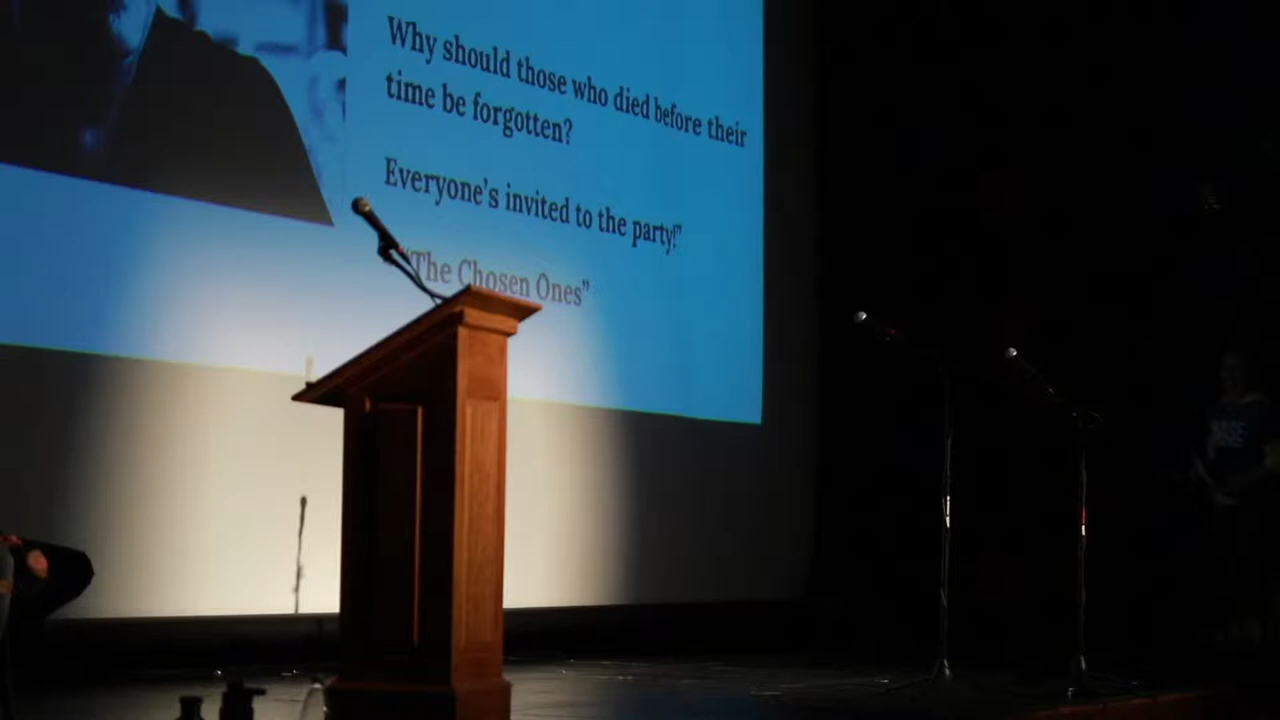 Why should those who died before their
time be forgotten?
Everyone's invited to the party!"
"The Chosen Ones"